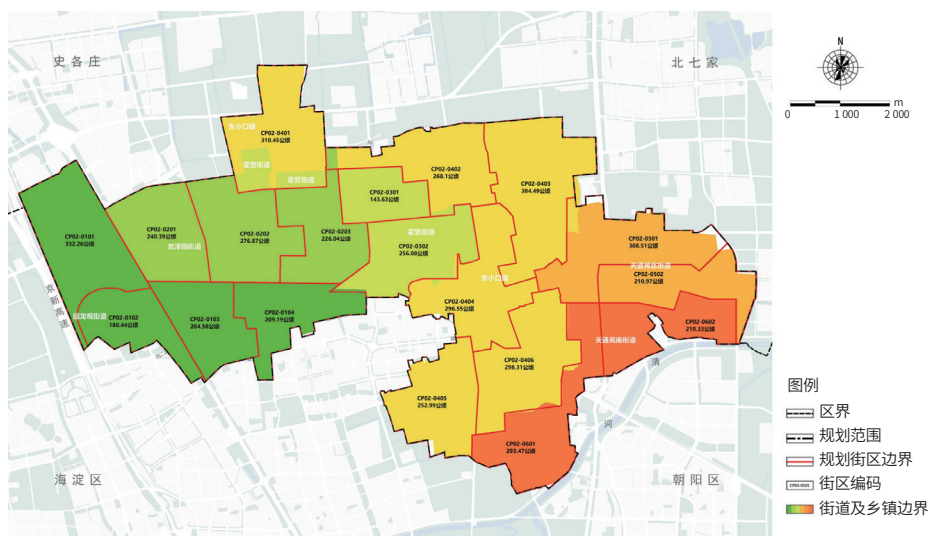 史各庄
北七家
N
0
1 000
2 000
m
东小口镇
CP02-0401
310.45公顷
霍营街道
霍营街道
CP02-0402
268.1公顷
CP02-0403
384.49公顷
CP02-0301
143.63公顷
CP02-0101
332.26公顷
CP02-0201
240.39公顷
龙泽园街道
CP02-0202
276.87公顷
CP02-0203
226.04公顷
霍营街道
CP02-0302
256.08公顷
CP02-0501
308.51公顷
天通苑北街道
CP02-0502
210.97公顷
东小口镇
CP02-0404
296.55公顷
京新高速
回龙观街道
CP02-0102
180.44公顷
CP02-0103
204.58公顷
CP02-0104
209.19公顷
CP02-0602
210.33公顷
天通苑南街道
CP02-0406
298.31公顷
清
河
CP02-0405
252.99公顷
CP02-0601
293.47公顷
海淀区
朝阳区
图例
区界
规划范围
规划街区边界
街区编码
街道及乡镇边界